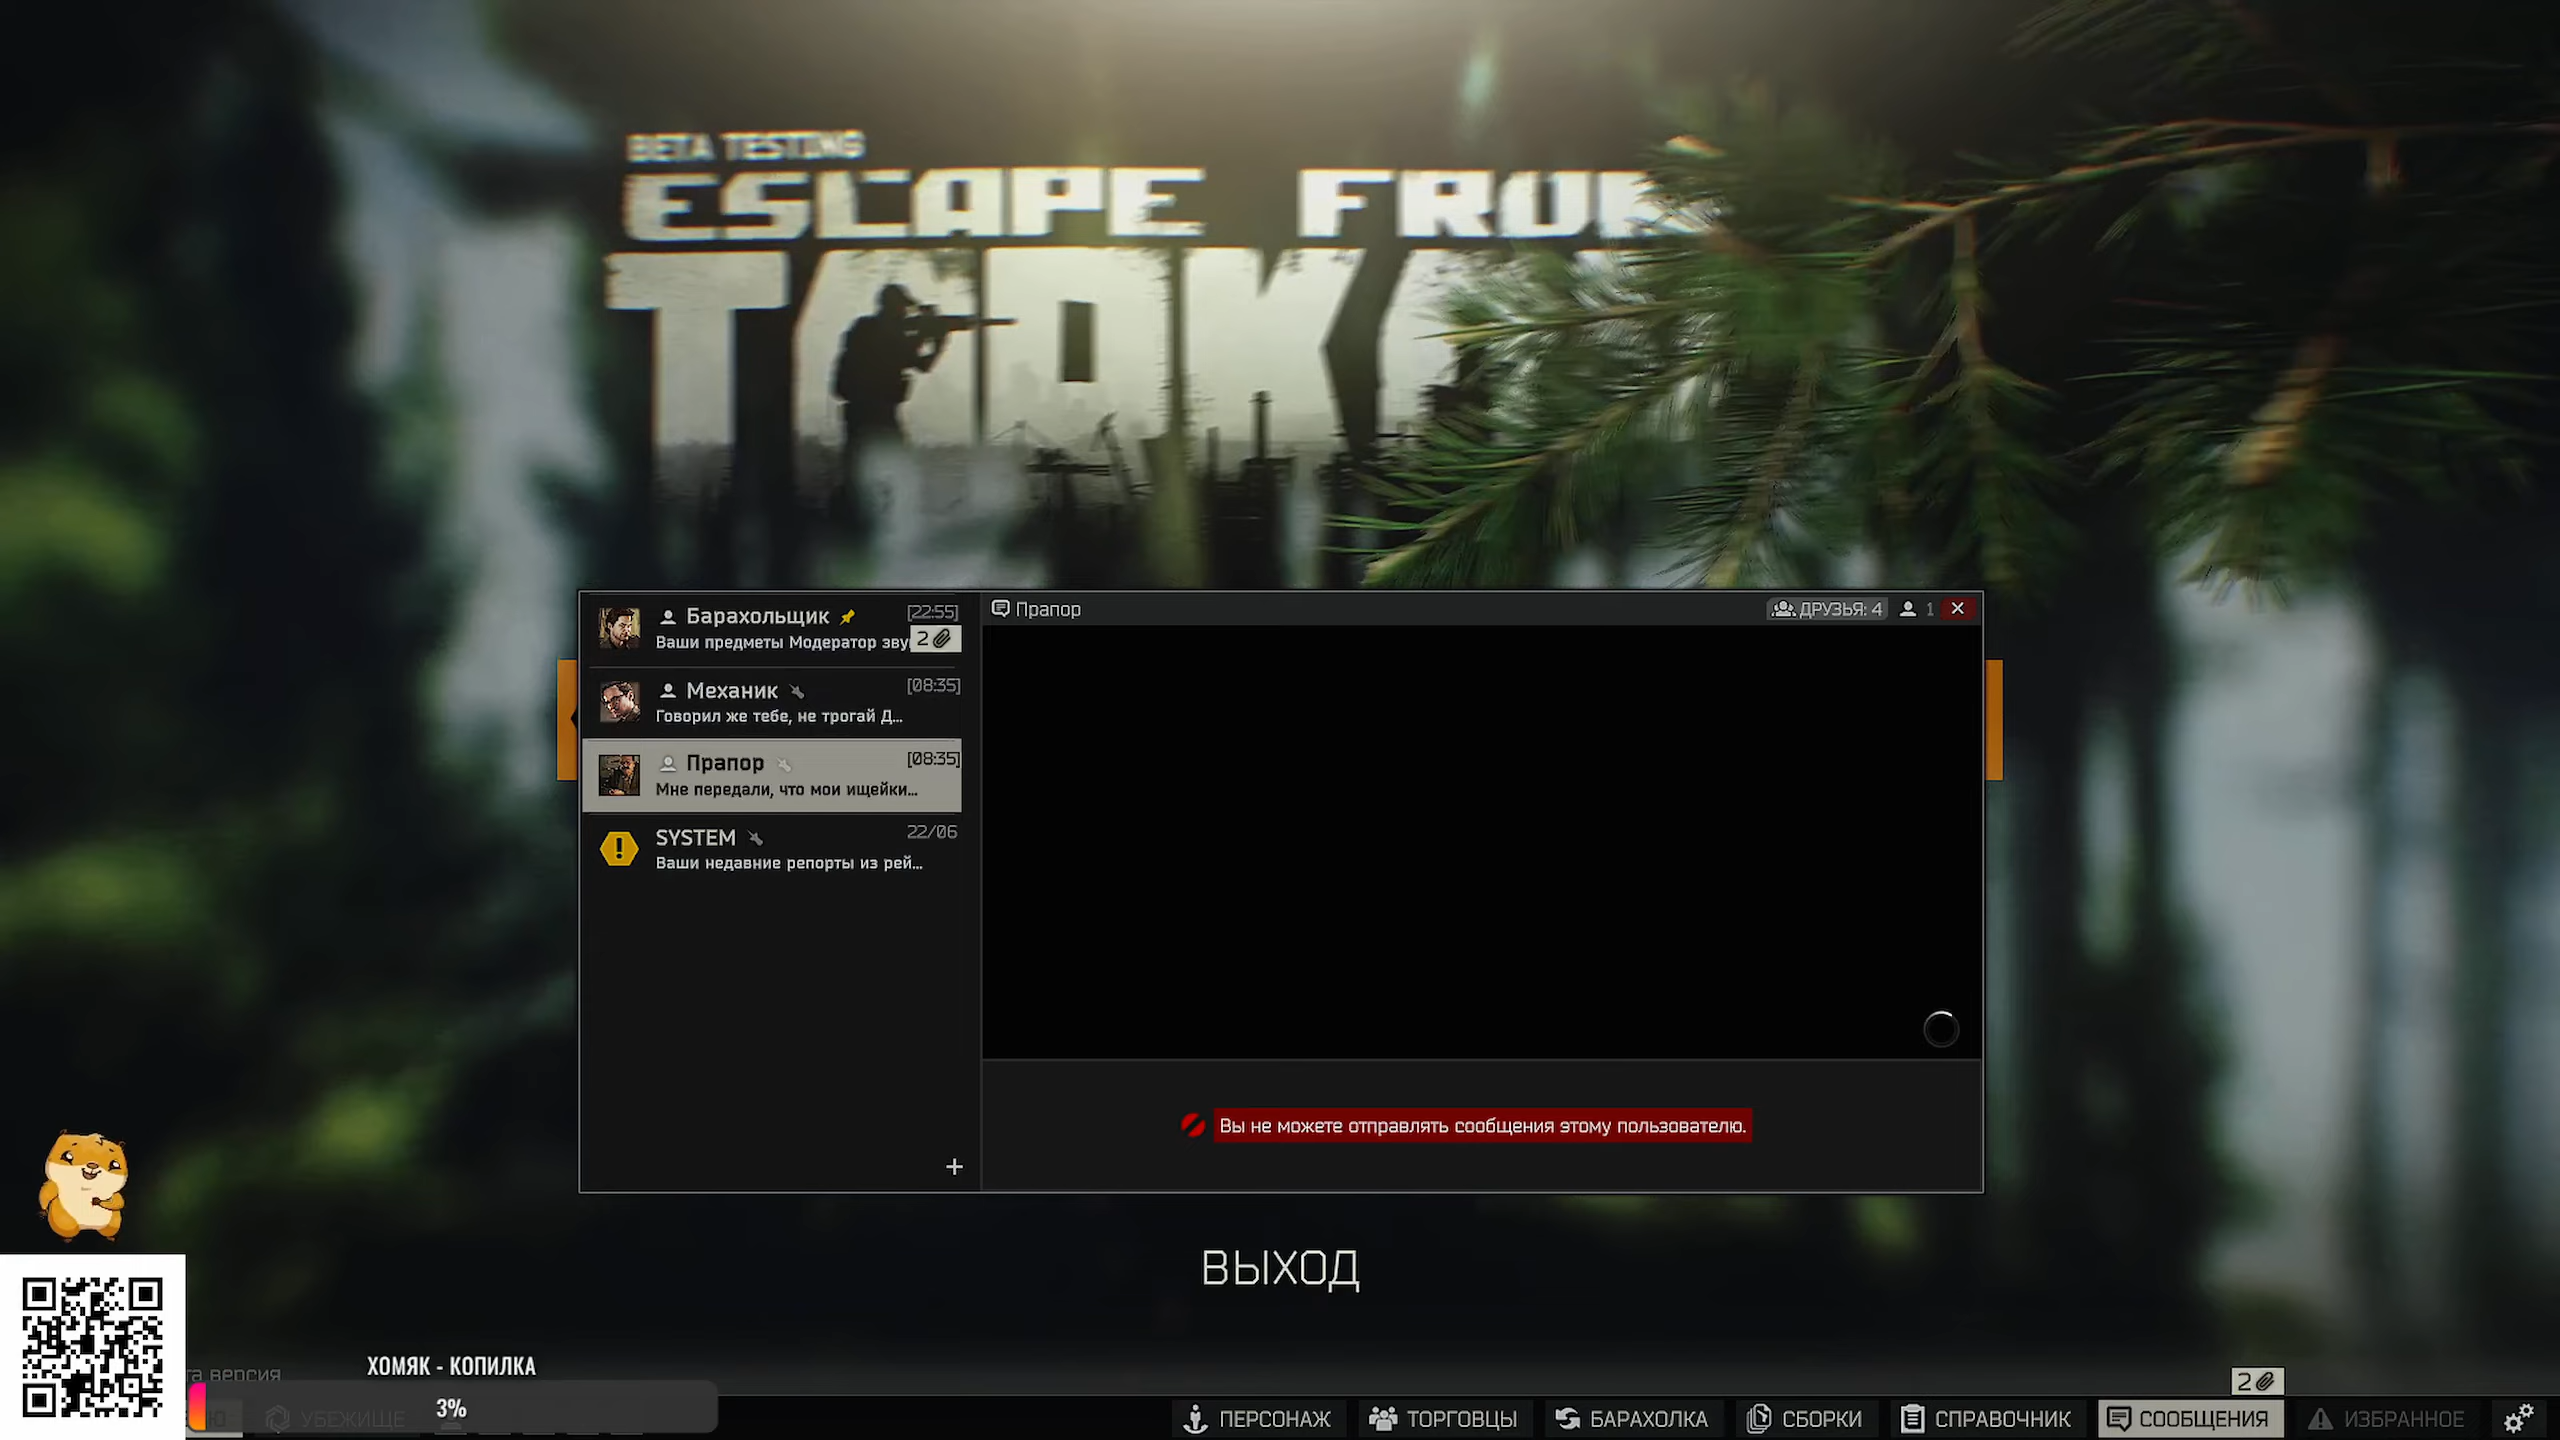 BETA TESTING
ESCAPE FROM
Барахольщик [22:55]
Ваши предметы Модератор зву 2
Механик [08:35]
Говорил же тебе, не трогай Д...
Прапор [08:35]
Мне передали, что мои ищейки...
SYSTEM 22/06
Ваши недавние репорты из рей...
+
Прапор
ДРУЗЬЯ: 4 1
Вы не можете отправлять сообщения этому пользователю.
ВЫХОД
ХОМЯК - КОПИЛКА
версия
3%
2
УБЕЖИЩЕ
ПЕРСОНАЖ
ТОРГОВЦЫ
БАРАХОЛКА
СБОРКИ
СПРАВОЧНИК
СООБЩЕНИЯ
ИЗБРАННОЕ